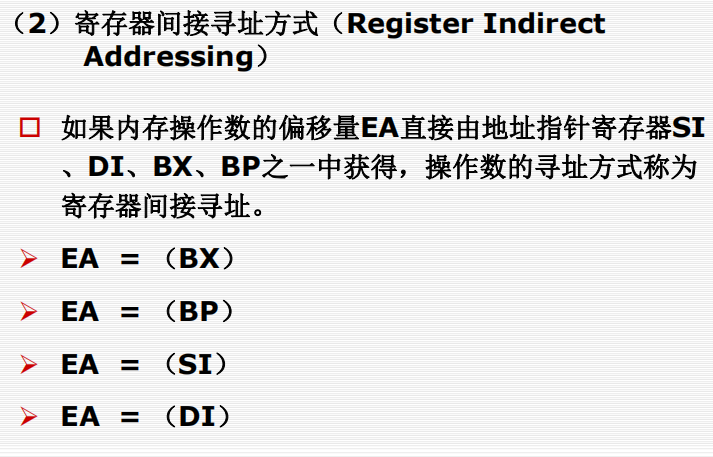 （2）寄存器间接寻址方式（Register Indirect
Addressing）
如果内存操作数的偏移量EA直接由地址指针寄存器SI
、DI、BX、BP之一中获得，操作数的寻址方式称为
寄存器间接寻址。
EA = （BX）
EA = （BP）
EA = （SI）
EA = （DI）